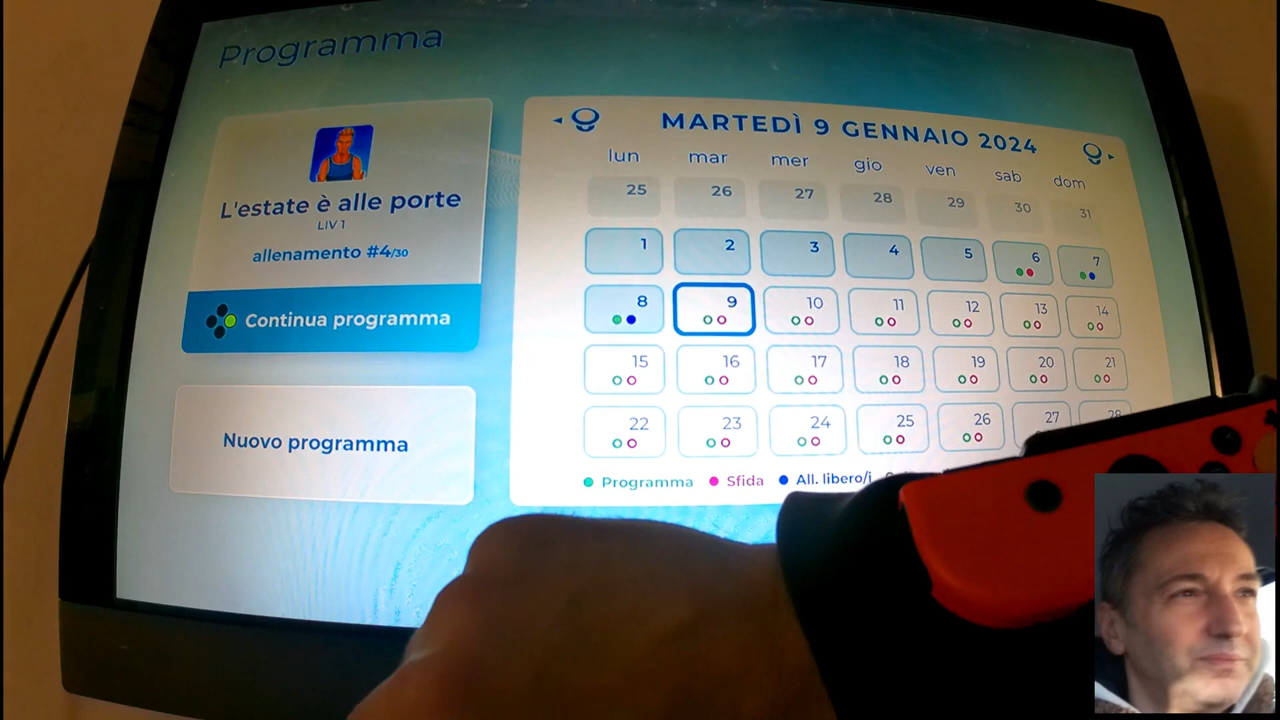 Programma
L'estate è alle porte
LIV 1
allenamento #4/30
Continua programma
Nuovo programma
MARTEDÌ 9 GENNAIO 2024
lun mar mer gio ven sab dom
25 26 27 28 29 30 31
1 2 3 4 5 6 7
8 9 10 11 12 13 14
15 16 17 18 19 20 21
22 23 24 25 26 27 28
Programma Sfida All. libero/i